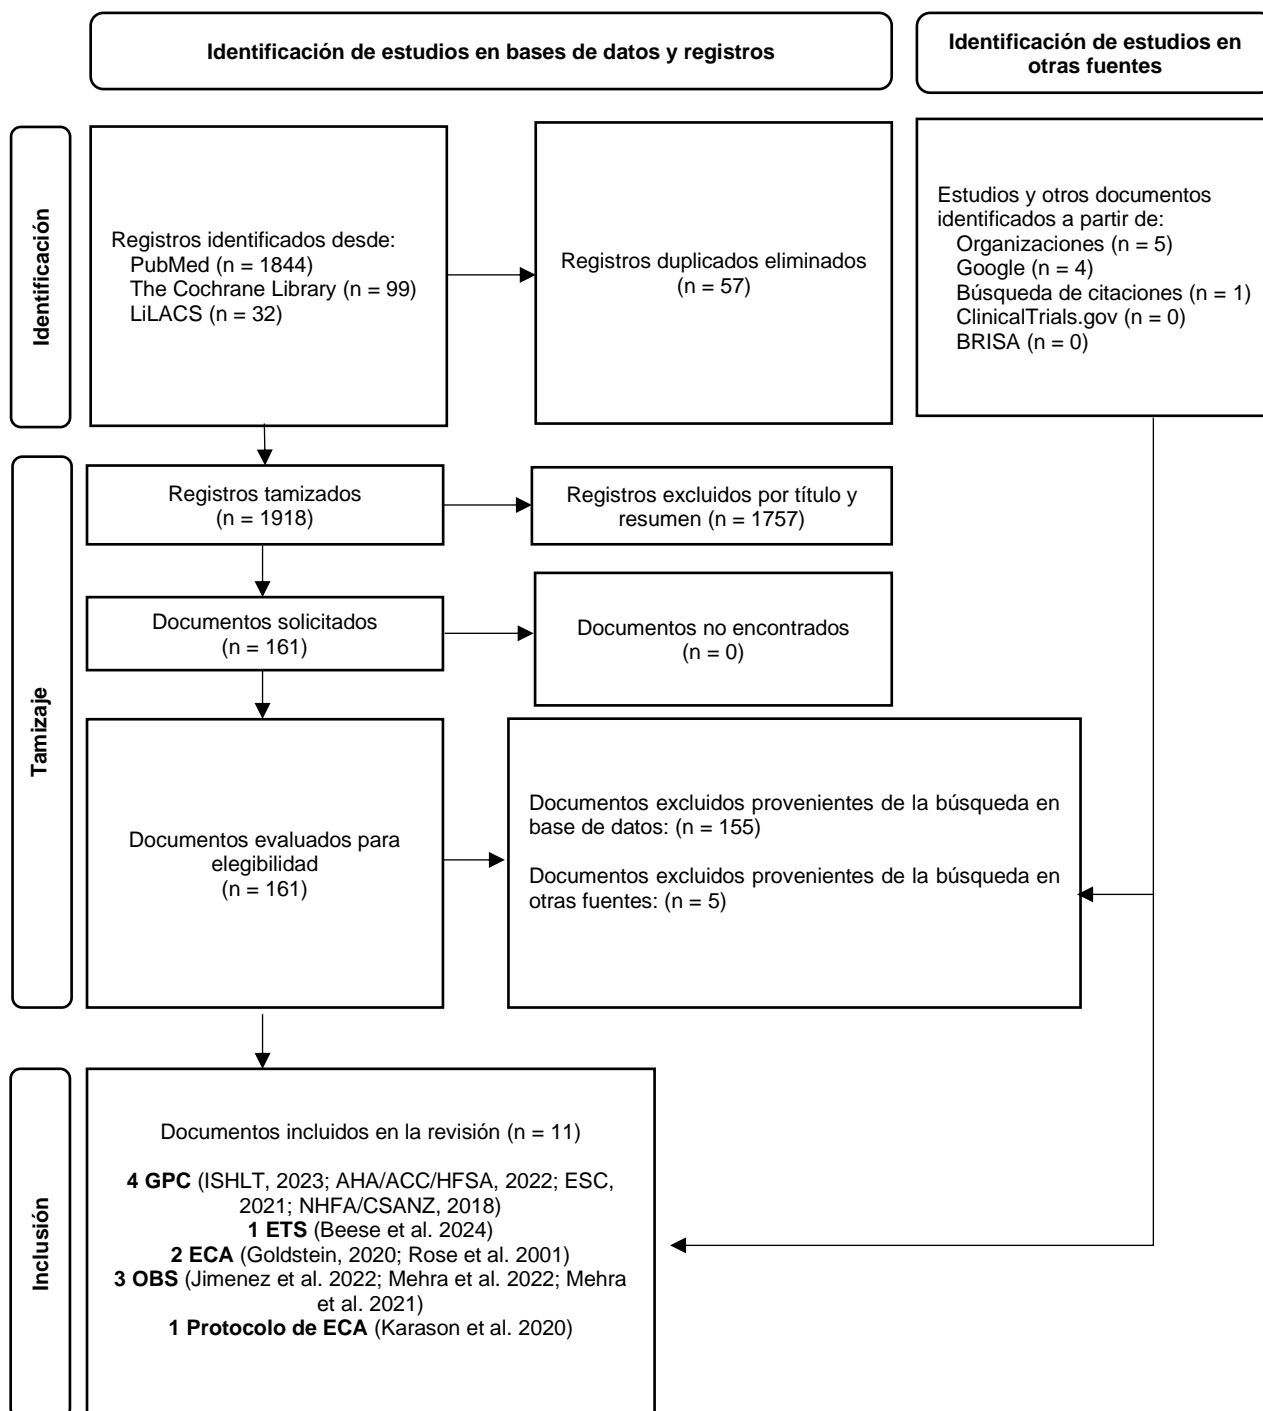 Identificación de estudios en bases de datos y registros
Identificación de estudios en
otras fuentes
Identificación
Registros identificados desde:
PubMed (n = 1844)
The Cochrane Library (n = 99)
LiLACS (n = 32)
Registros duplicados eliminados
(n = 57)
Estudios y otros documentos
identificados a partir de:
Organizaciones (n = 5)
Google (n = 4)
Búsqueda de citaciones (n = 1)
ClinicalTrials.gov (n = 0)
BRISA (n = 0)
Tamizaje
Registros tamizados
(n = 1918)
Registros excluidos por título y
resumen (n = 1757)
Documentos solicitados
(n = 161)
Documentos no encontrados
(n = 0)
Documentos evaluados para
elegibilidad
(n = 161)
Documentos excluidos provenientes de la búsqueda en
base de datos: (n = 155)
Documentos excluidos provenientes de la búsqueda en
otras fuentes: (n = 5)
Inclusión
Documentos incluidos en la revisión (n = 11)
4 GPC (ISHLT, 2023; AHA/ACC/HFSA, 2022; ESC,
2021; NHFA/CSANZ, 2018)
1 ETS (Beese et al. 2024)
2 ECA (Goldstein, 2020; Rose et al. 2001)
3 OBS (Jimenez et al. 2022; Mehra et al. 2022; Mehra
et al. 2021)
1 Protocolo de ECA (Karason et al. 2020)